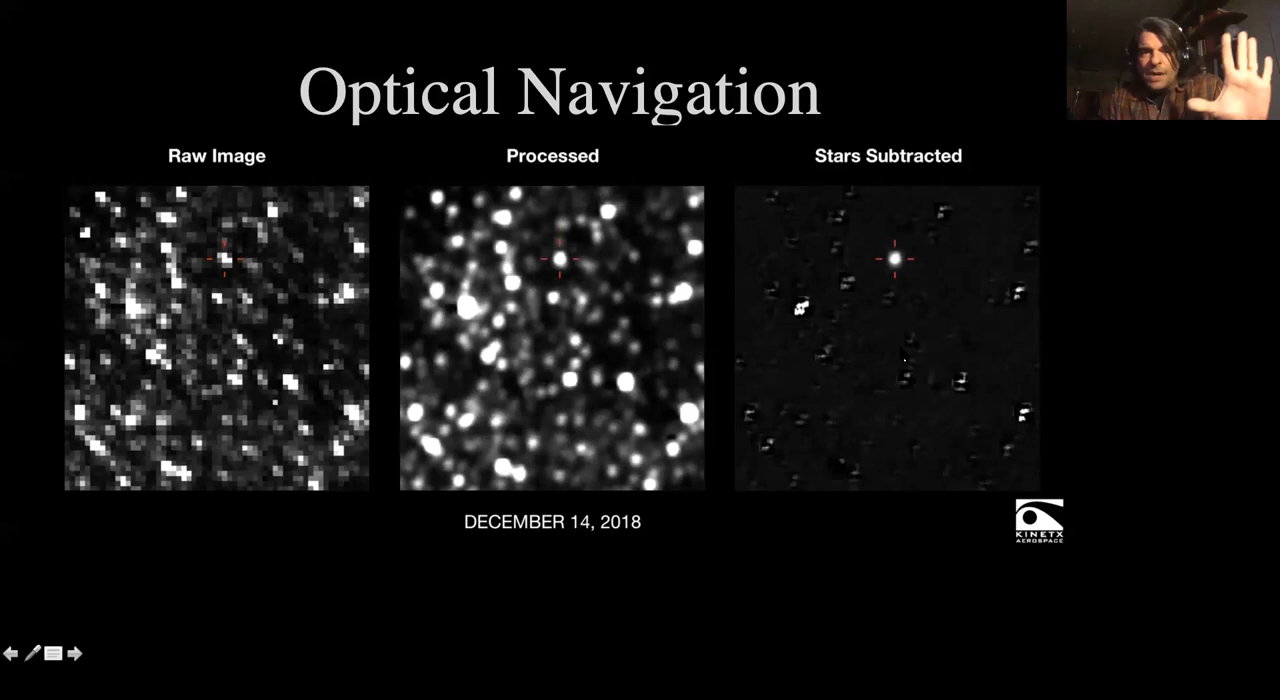 Optical Navigation
Raw Image
Processed
Stars Subtracted
DECEMBER 14, 2018
KINETX
AEROSPACE